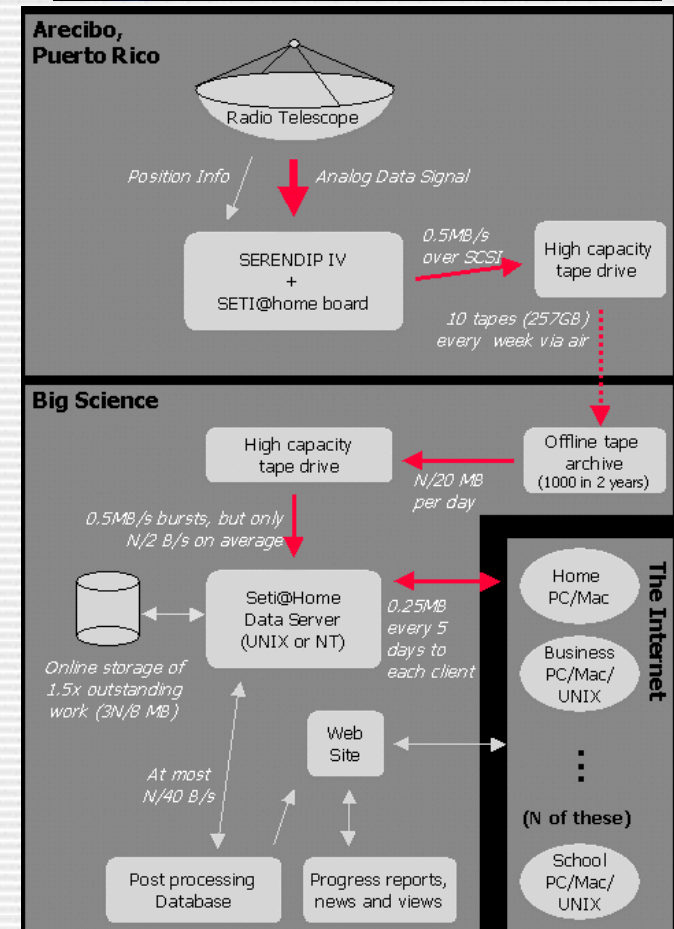 Arecibo,
Puerto Rico
Radio Telescope
Position Info
Analog Data Signal
SERENDIP IV
+
SETI@home board
0.5MB/s
over SCSI
High capacity
tape drive
10 tapes (257GB)
every week via air
Big Science
High capacity
tape drive
N/20 MB
per day
Offline tape
archive
(1000 in 2 years)
0.5MB/s bursts, but only
N/2 B/s on average
Seti@Home
Data Server
(UNIX or NT)
0.25MB
every 5
days to
each client
Home
PC/Mac
The Internet
Business
PC/Mac/
UNIX
Online storage of
1.5x outstanding
work (3N/8 MB)
Web
Site
At most
N/40 B/s
(N of these)
School
PC/Mac/
UNIX
Post processing
Database
Progress reports,
news and views